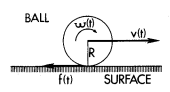 BALL
ω(t)
v(t)
R
f(t)
SURFACE